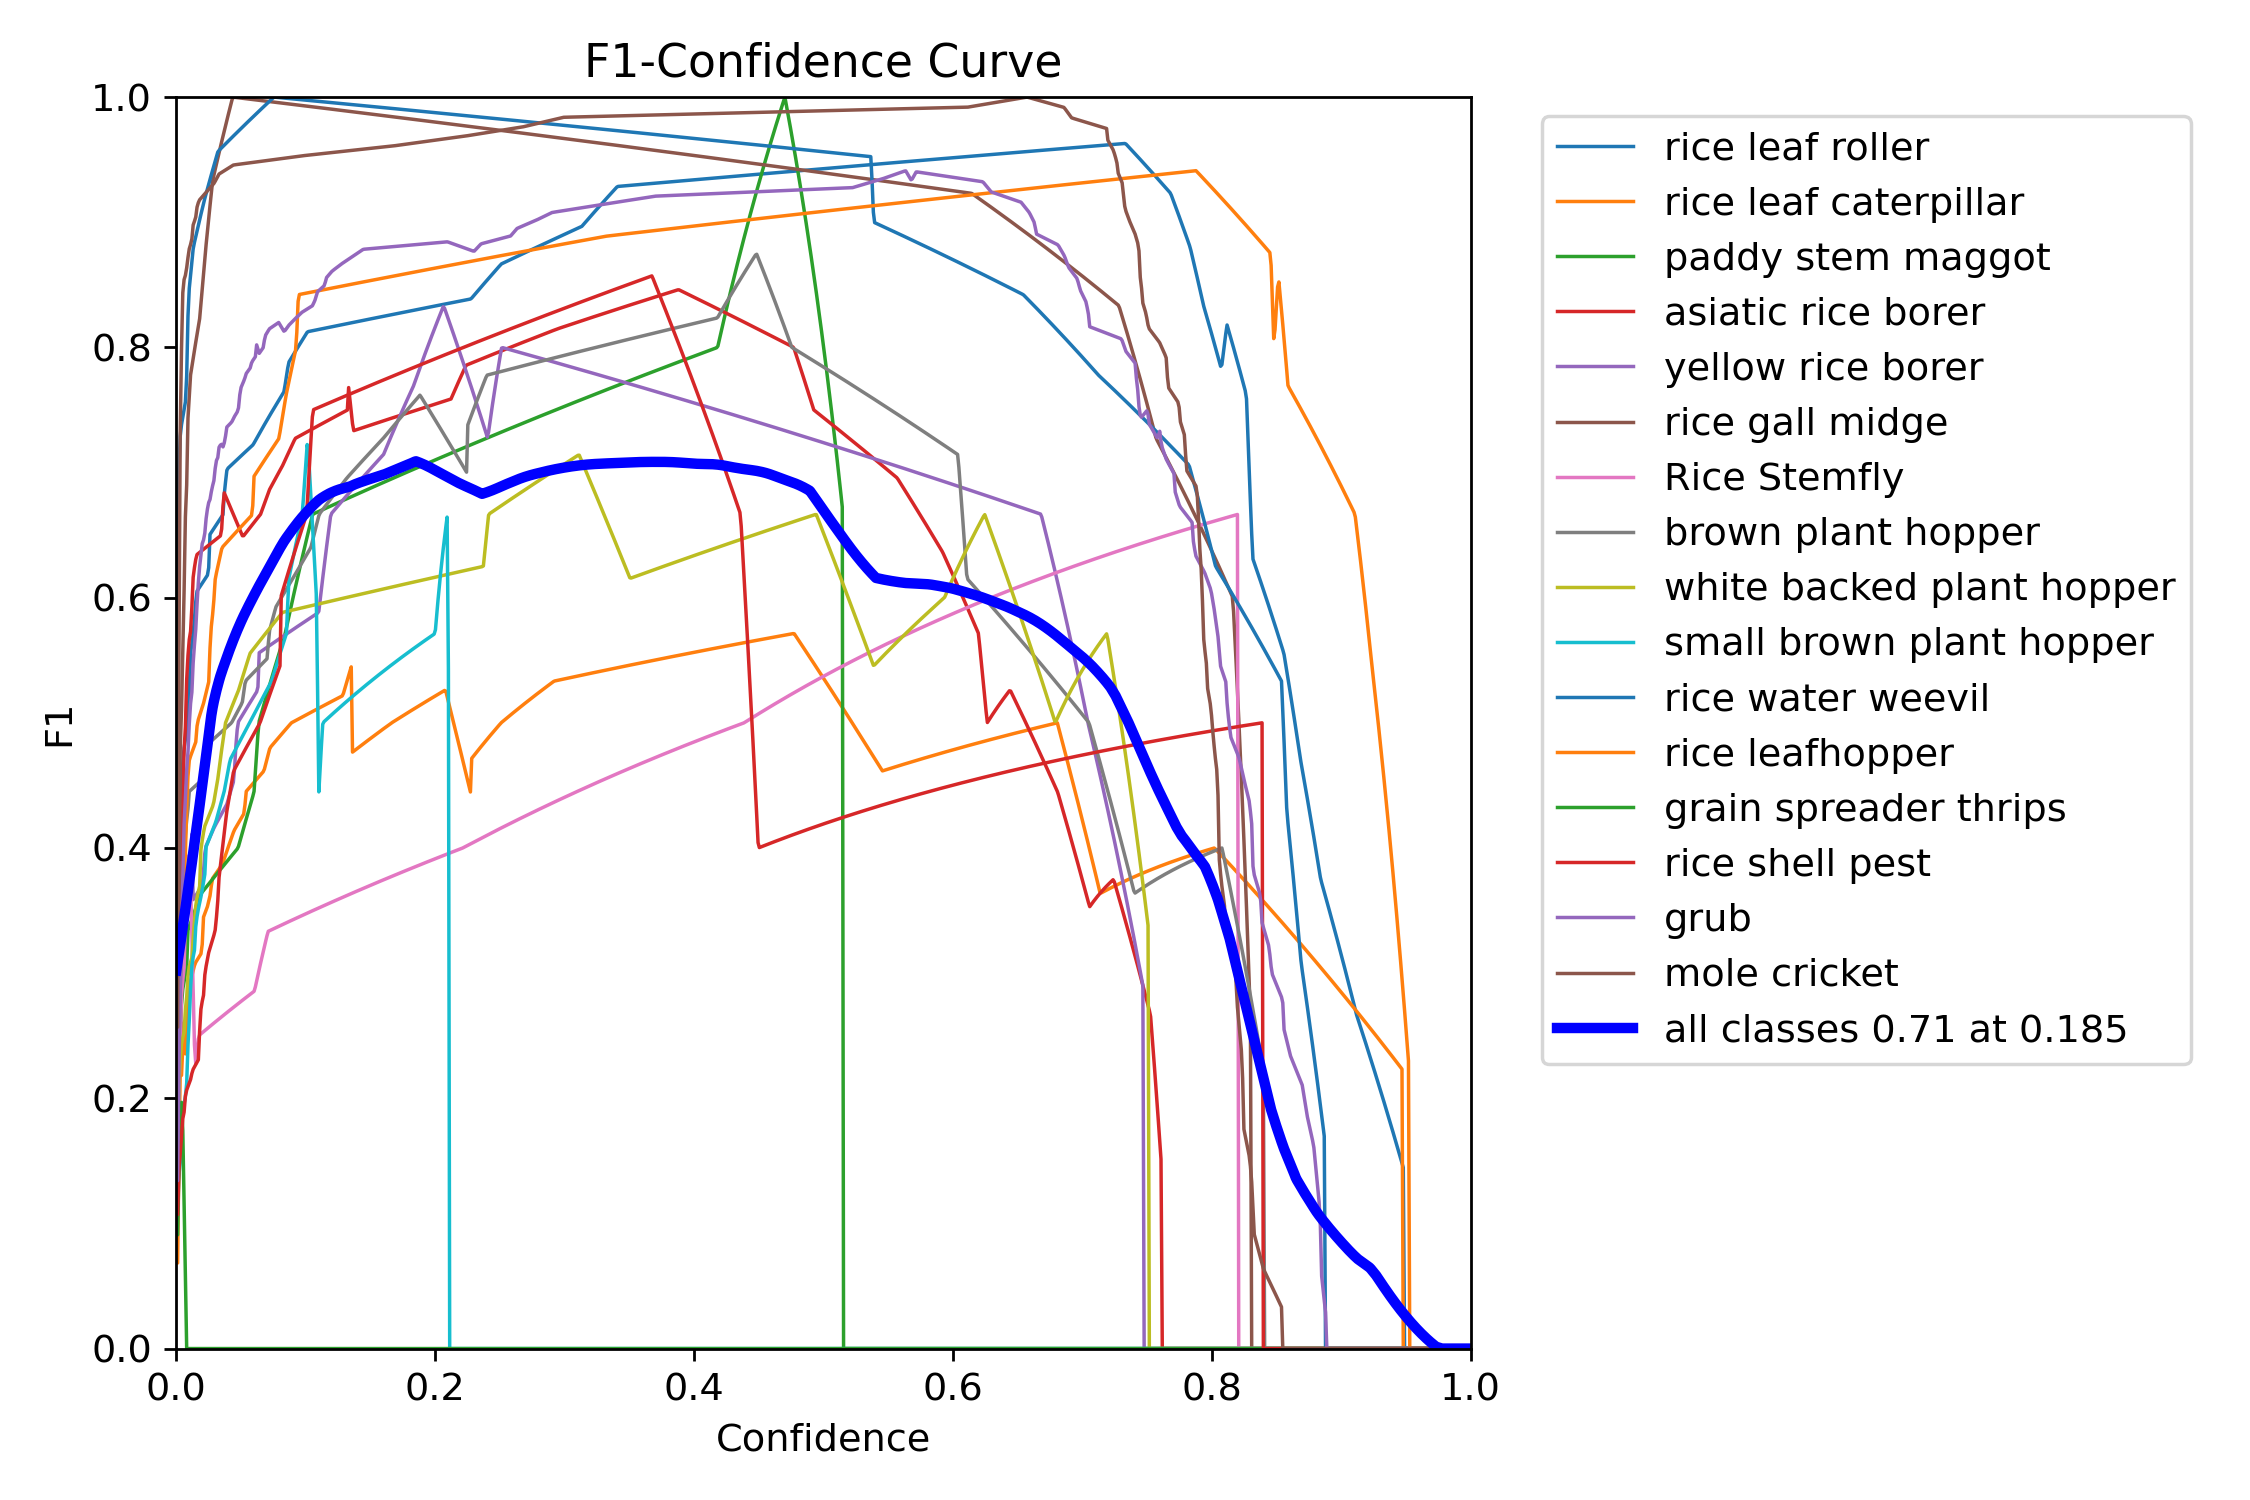 F1-Confidence Curve
1.0
0.8
0.6
0.4
0.2
0.0
F1
0.0 0.2 0.4 0.6 0.8 1.0
Confidence
rice leaf roller
rice leaf caterpillar
paddy stem maggot
asiatic rice borer
yellow rice borer
rice gall midge
Rice Stemfly
brown plant hopper
white backed plant hopper
small brown plant hopper
rice water weevil
rice leafhopper
grain spreader thrips
rice shell pest
grub
mole cricket
all classes 0.71 at 0.185